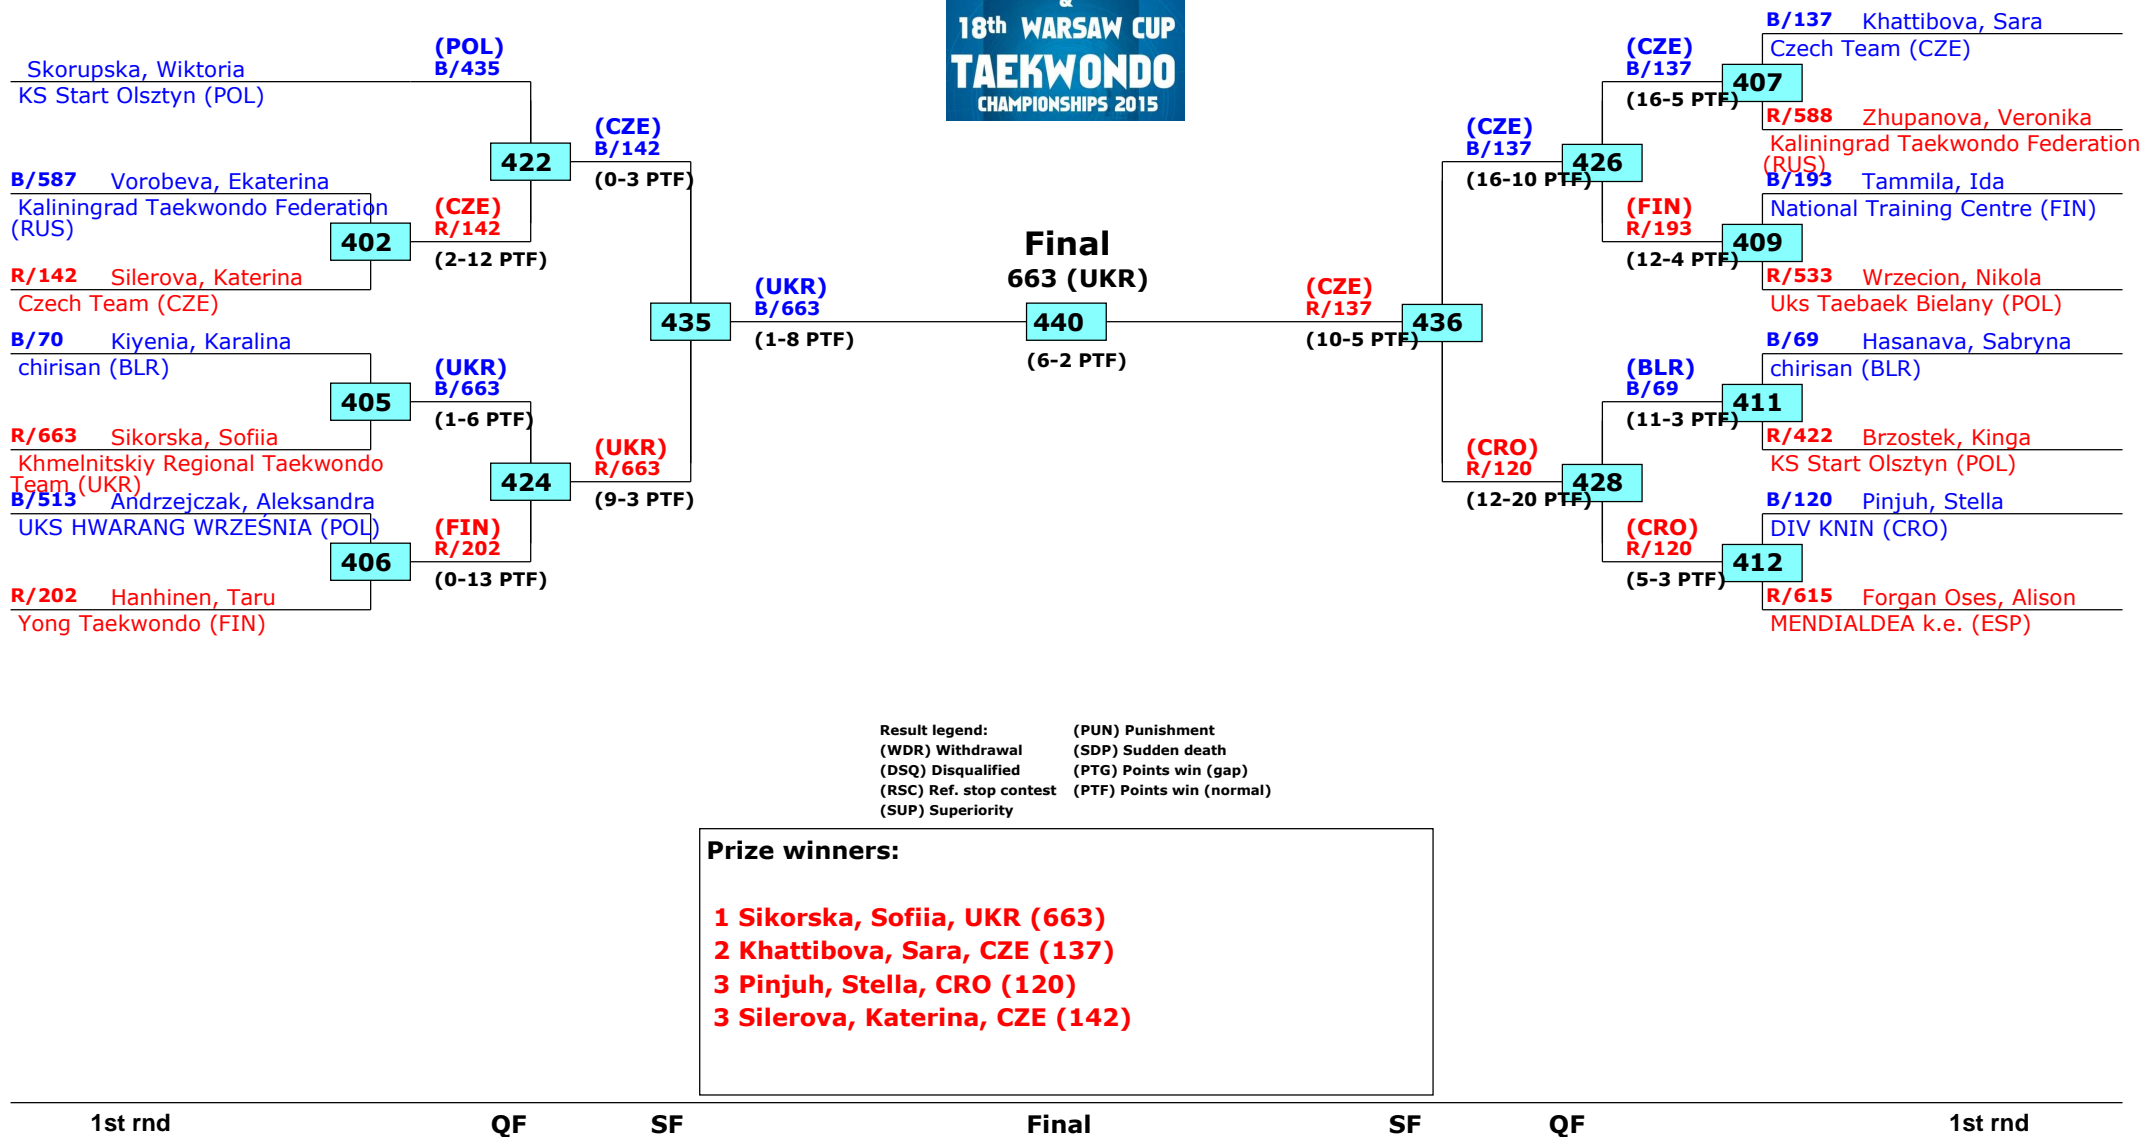 &
18th WARSAW CUP
TAEKWONDO
CHAMPIONSHIPS 2015
Skorupska, Wiktoria
KS Start Olsztyn (POL)
(POL)
B/435
B/587 Vorobeva, Ekaterina
Kaliningrad Taekwondo Federation
(RUS)
402
R/142 Silerova, Katerina
Czech Team (CZE)
(CZE)
R/142
(2-12 PTF)
422
(CZE)
B/142
(0-3 PTF)
B/70 Kiyenia, Karalina
chirisan (BLR)
405
R/663 Sikorska, Sofiia
Khmelnitskiy Regional Taekwondo
Team (UKR)
(UKR)
B/663
(1-6 PTF)
B/513 Andrzejczak, Aleksandra
UKS HWARANG WRZEŚNIA (POL)
406
R/202 Hanhinen, Taru
Yong Taekwondo (FIN)
(FIN)
R/202
(0-13 PTF)
424
(UKR)
R/663
(9-3 PTF)
435
(UKR)
B/663
(1-8 PTF)
Final
663 (UKR)
440
(6-2 PTF)
(CZE)
R/137
(10-5 PTF)
436
(CZE)
B/137
(16-10 PTF)
426
(CZE)
B/137
(16-5 PTF)
407
B/137 Khattibova, Sara
Czech Team (CZE)
R/588 Zhupanova, Veronika
Kaliningrad Taekwondo Federation
(RUS)
(FIN)
R/193
(12-4 PTF)
409
B/193 Tammila, Ida
National Training Centre (FIN)
R/533 Wrzecion, Nikola
Uks Taebaek Bielany (POL)
(CRO)
R/120
(12-20 PTF)
428
(BLR)
B/69
(11-3 PTF)
411
B/69 Hasanava, Sabryna
chirisan (BLR)
R/422 Brzostek, Kinga
KS Start Olsztyn (POL)
(CRO)
R/120
(5-3 PTF)
412
B/120 Pinjuh, Stella
DIV KNIN (CRO)
R/615 Forgan Oses, Alison
MENDIALDEA k.e. (ESP)
Result legend: (PUN) Punishment
(WDR) Withdrawal (SDP) Sudden death
(DSQ) Disqualified (PTG) Points win (gap)
(RSC) Ref. stop contest (PTF) Points win (normal)
(SUP) Superiority
Prize winners:
1 Sikorska, Sofiia, UKR (663)
2 Khattibova, Sara, CZE (137)
3 Pinjuh, Stella, CRO (120)
3 Silerova, Katerina, CZE (142)
1st rnd QF SF Final SF QF 1st rnd